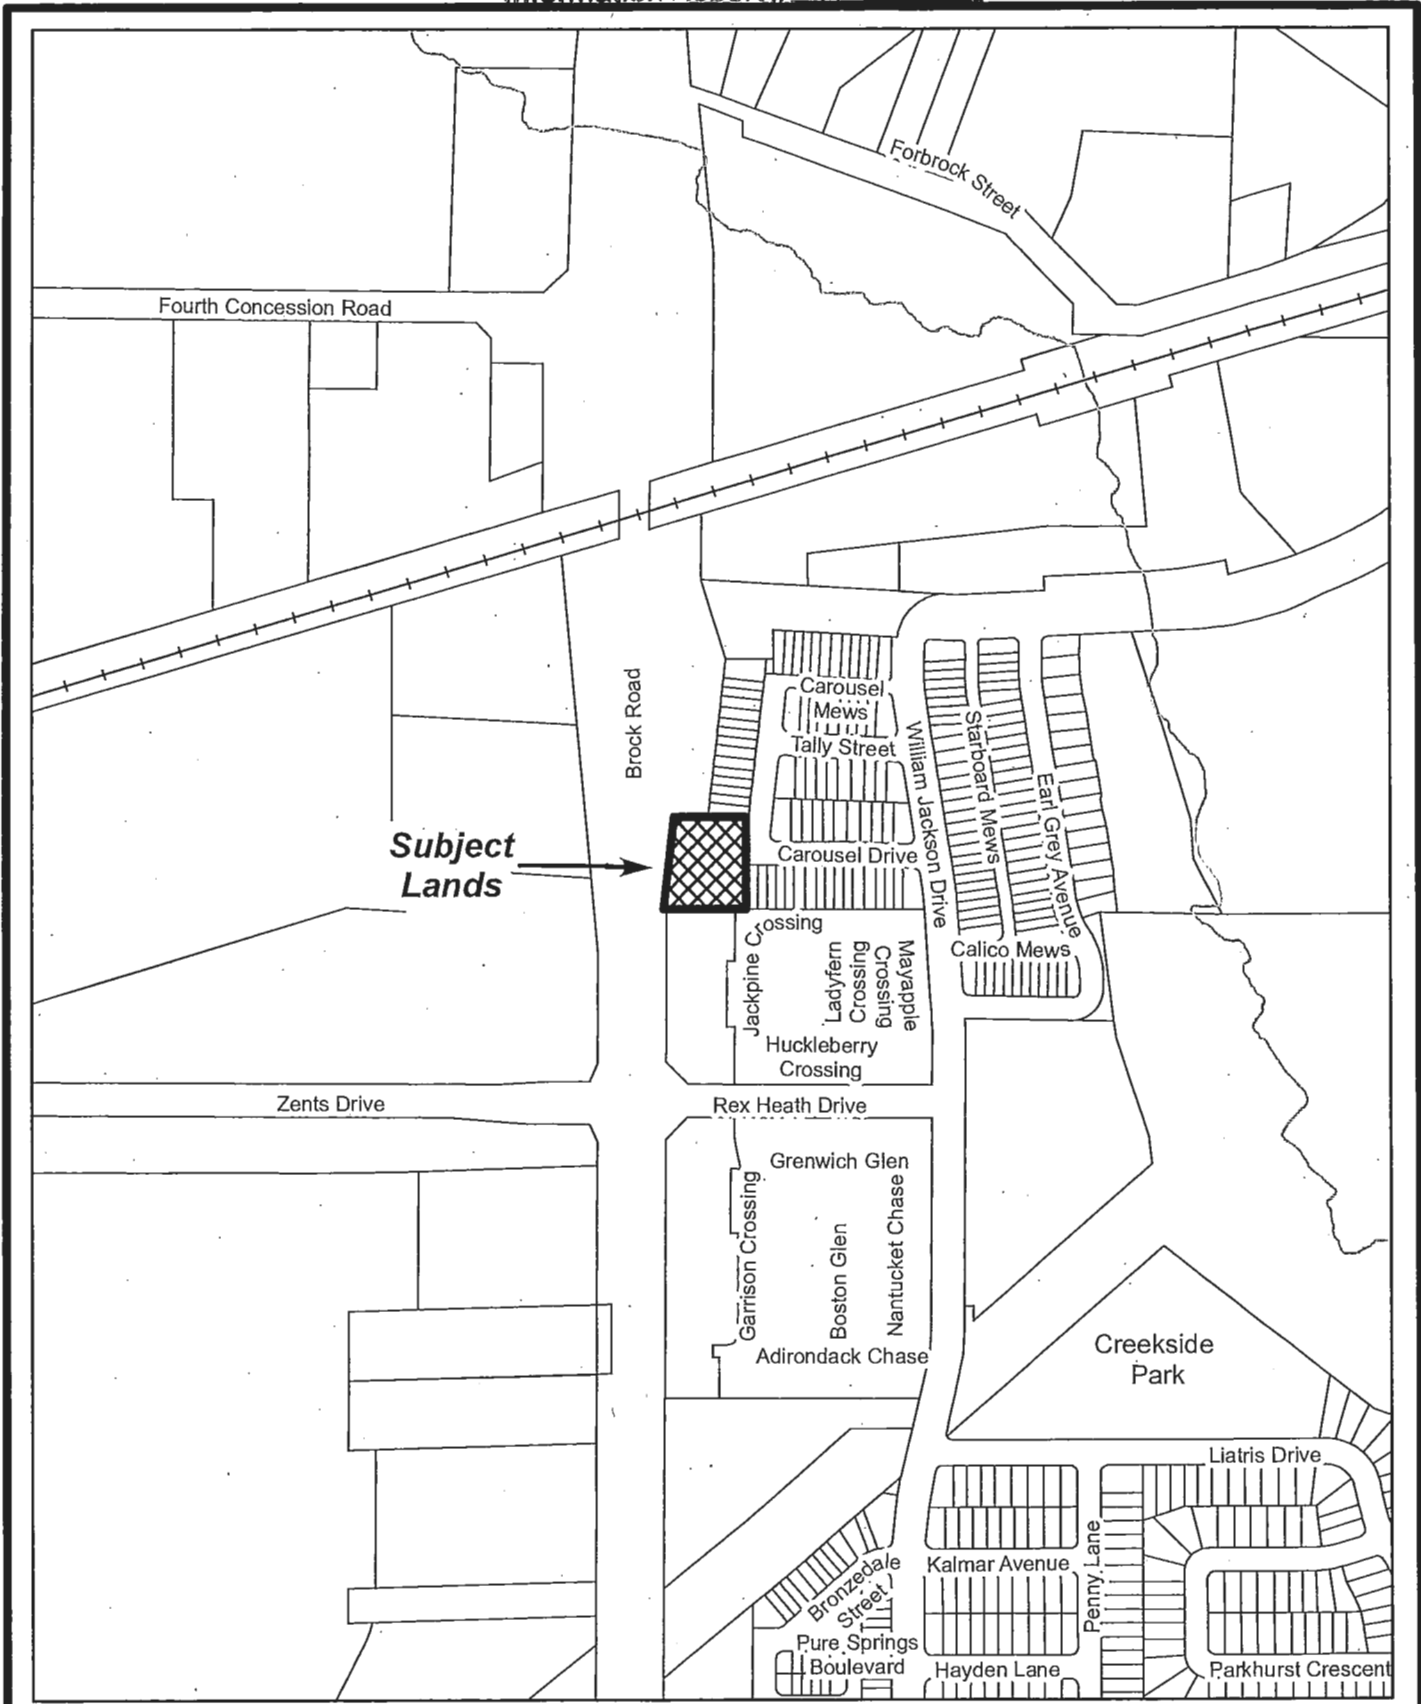 Forbrock Street
Fourth Concession Road
Brock Road
Carousel
Mews
Tally Street
William Jackson Drive
Starboard Mews
Earl Grey Avenue
Subject
Lands
Carousel Drive
Jackpine Crossing
Ladyfern
Crossing
Mayapple
Crossing
Calico Mews
Huckleberry
Crossing
Zents Drive
Rex Heath Drive
Grenwich Glen
Garrison Crossing
Boston Glen
Nantucket Chase
Adirondack Chase
Creekside
Park
Liatris Drive
Bronzedale
Street
Kalmar Avenue
Penny Lane
Pure Springs
Boulevard
Hayden Lane
Parkhurst Crescent